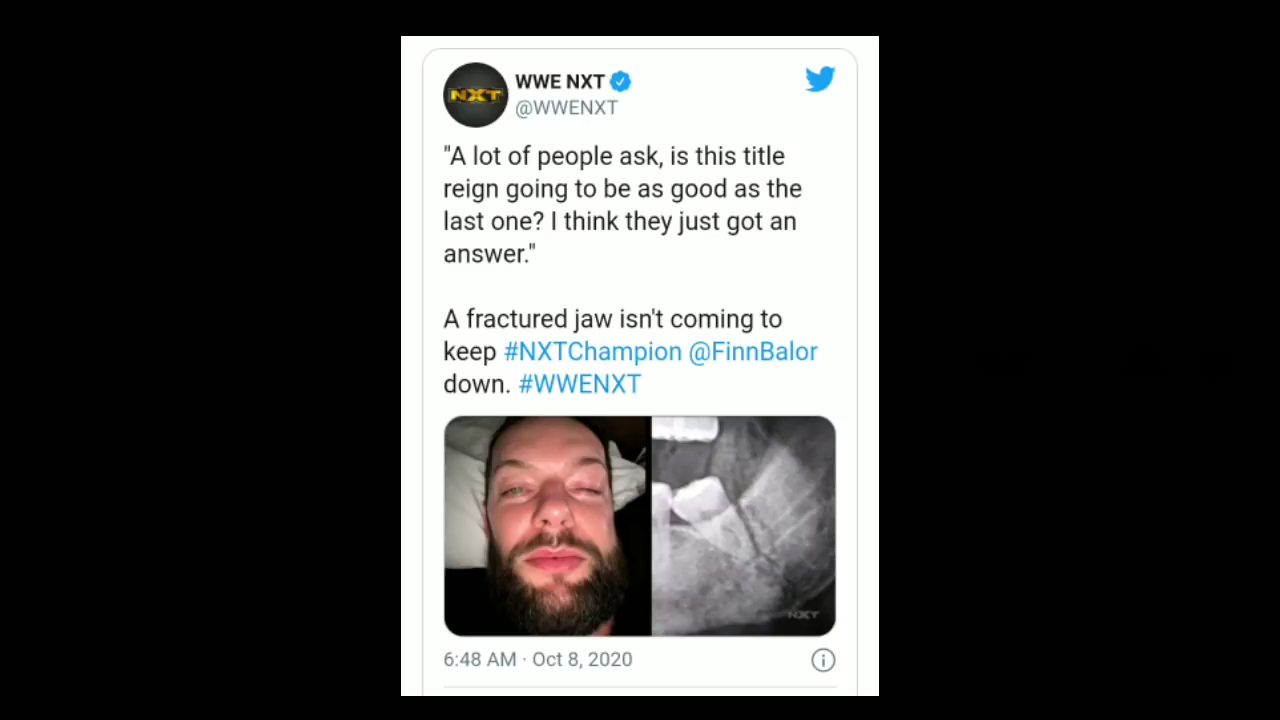 NXT
WWE NXT
@WWENXT
"A lot of people ask, is this title
reign going to be as good as the
last one? I think they just got an
answer."
A fractured jaw isn't coming to
keep #NXTChampion @FinnBalor
down. #WWENXT
NXT
6:48 AM · Oct 8, 2020